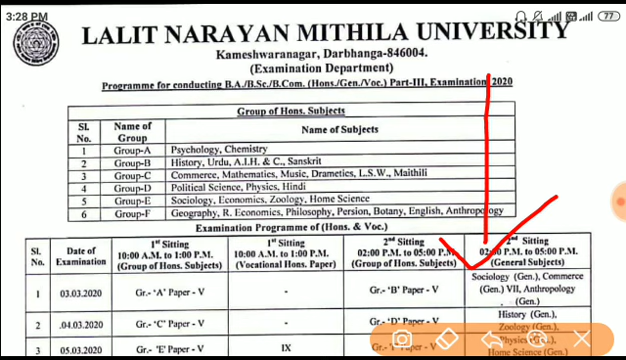 3:28 PM
77
LALIT NARAYAN MITHILA UNIVERSITY
Kameshwaranagar, Darbhanga-846004.
(Examination Department)
Programme for conducting B.A./B.Sc./B.Com. (Hons./Gen./Voc.) Part-III, Examination, 2020
Group of Hons. Subjects
Sl. No. Name of Group Name of Subjects
1 Group-A Psychology, Chemistry
2 Group-B History, Urdu, A.I.H. & C., Sanskrit
3 Group-C Commerce, Mathematics, Music, Drametics, L.S.W., Maithili
4 Group-D Political Science, Physics, Hindi
5 Group-E Sociology, Economics, Zoology, Home Science
6 Group-F Geography, R. Economics, Philosophy, Persion, Botany, English, Anthropology
Examination Programme of (Hons. & Voc.)
Sl. No. Date of Examination 1st Sitting 10:00 A.M. to 1:00 P.M. (Group of Hons. Subjects) 1st Sitting 10:00 A.M. to 1:00 P.M. (Vocational Hons. Paper) 2nd Sitting 02:00 P.M. to 05:00 P.M. (Group of Hons. Subjects) 2nd Sitting 02:00 P.M. to 05:00 P.M. (General Subjects)
1 03.03.2020 Gr.- 'A' Paper - V - Gr.- 'B' Paper - V Sociology (Gen.), Commerce (Gen.) VII, Anthropology (Gen.)
2 .04.03.2020 Gr.- 'C' Paper - V - Gr.- 'D' Paper - V History (Gen.), Zoology (Gen.)
3 05.03.2020 Gr.- 'E' Paper - V IX Physics (Gen.), Home Science (Gen.)